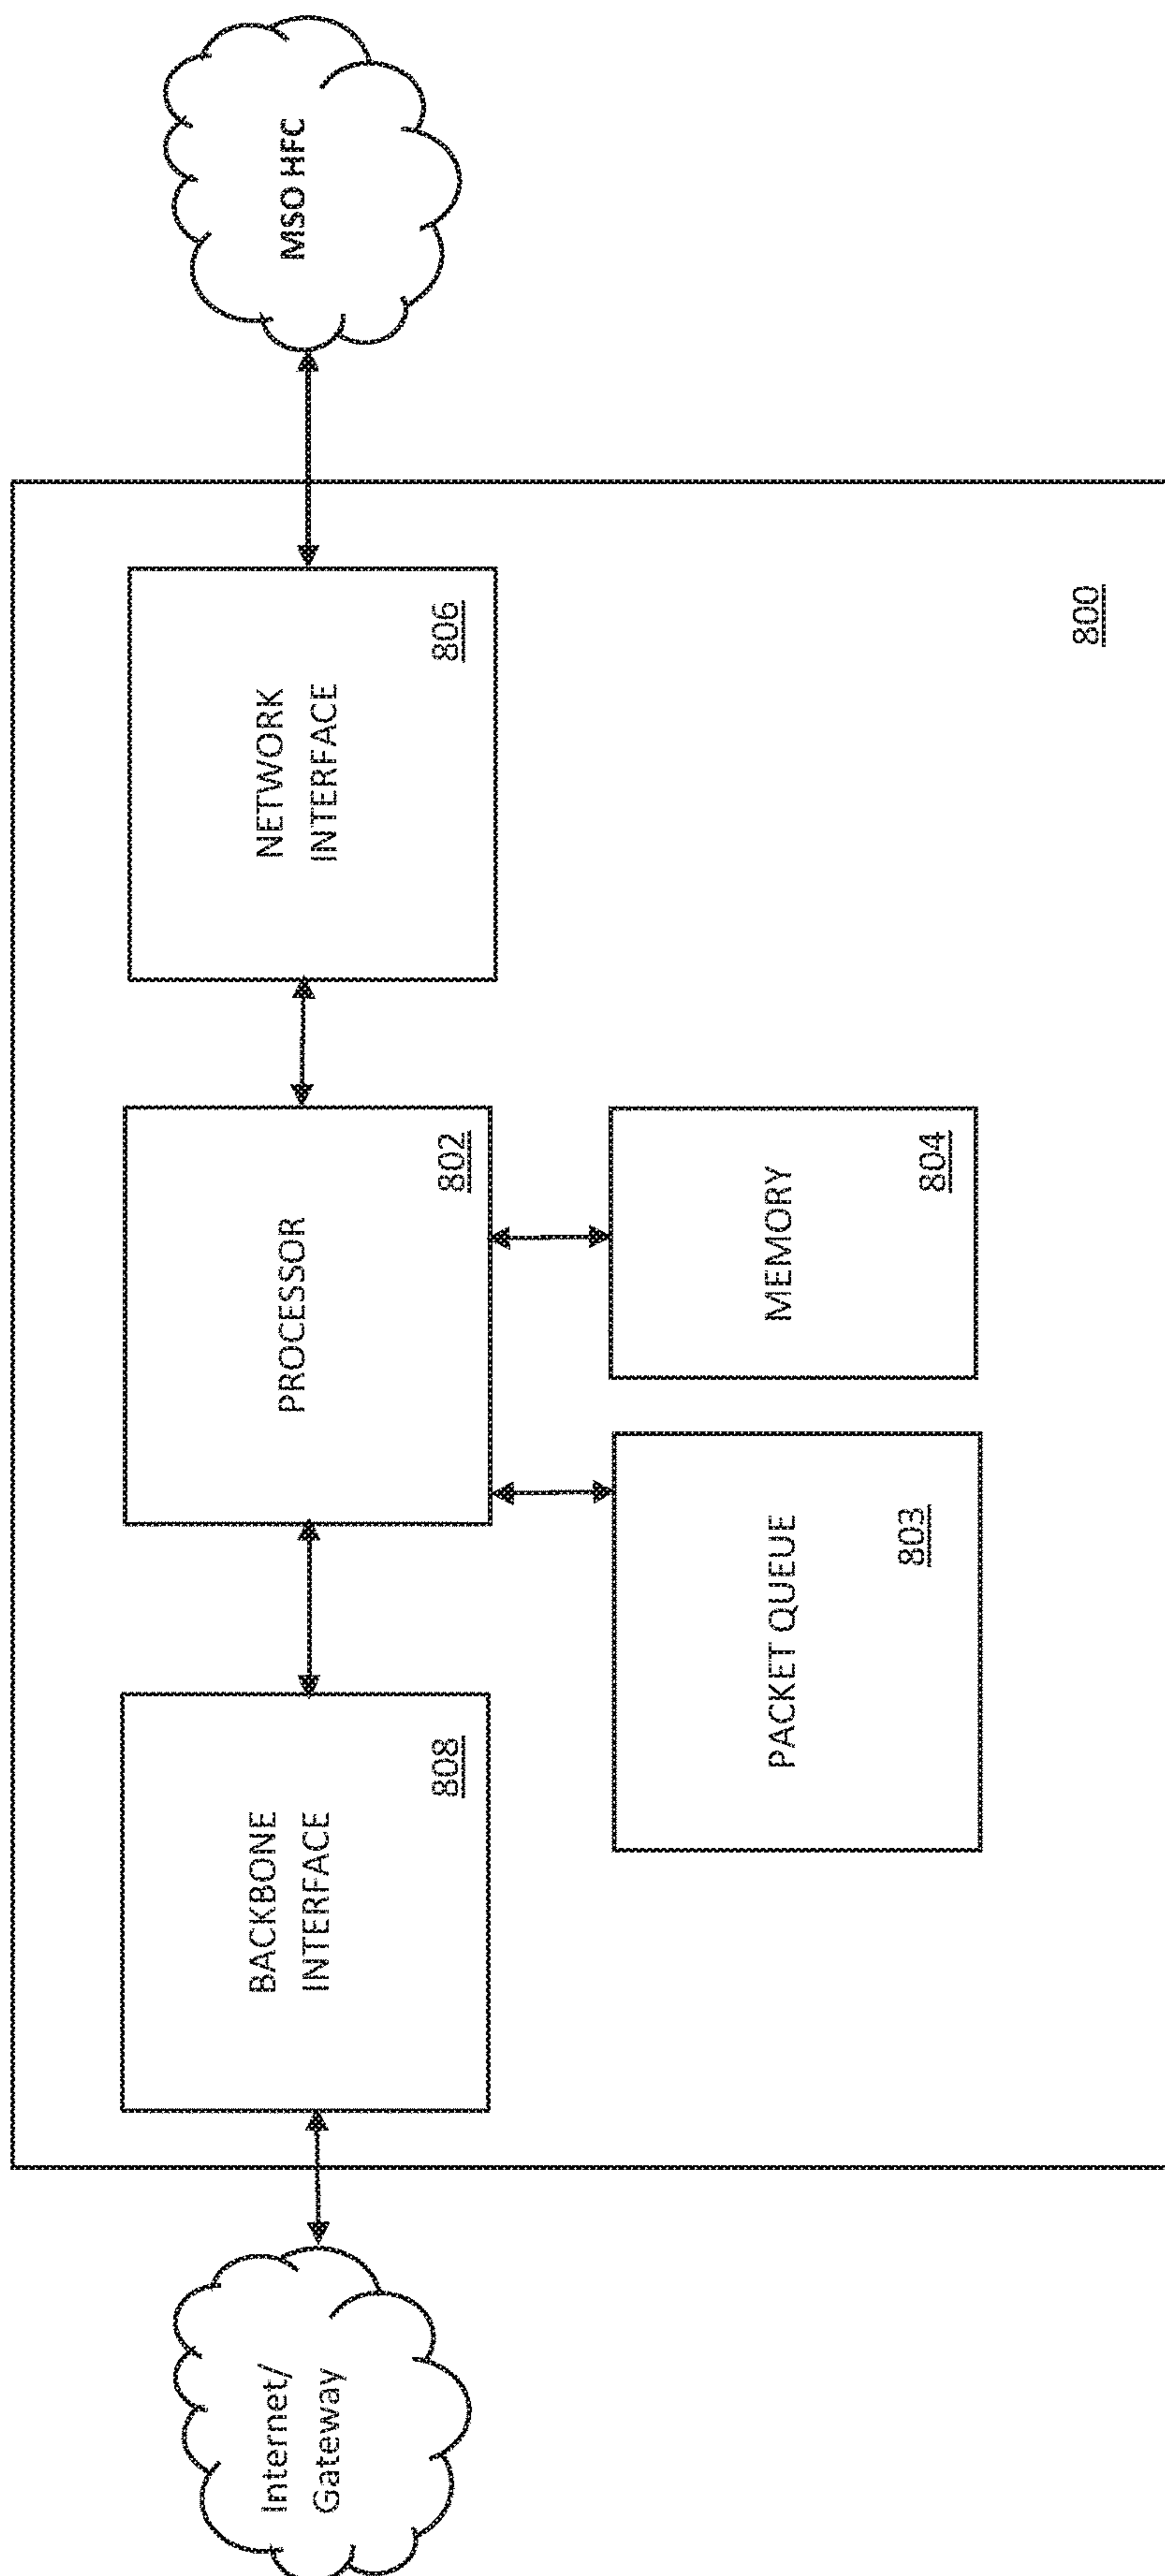 Internet/
Gateway
BACKBONE
INTERFACE
808
PROCESSOR
802
NETWORK
INTERFACE
806
MSO HFC
PACKET QUEUE
803
MEMORY
804
800